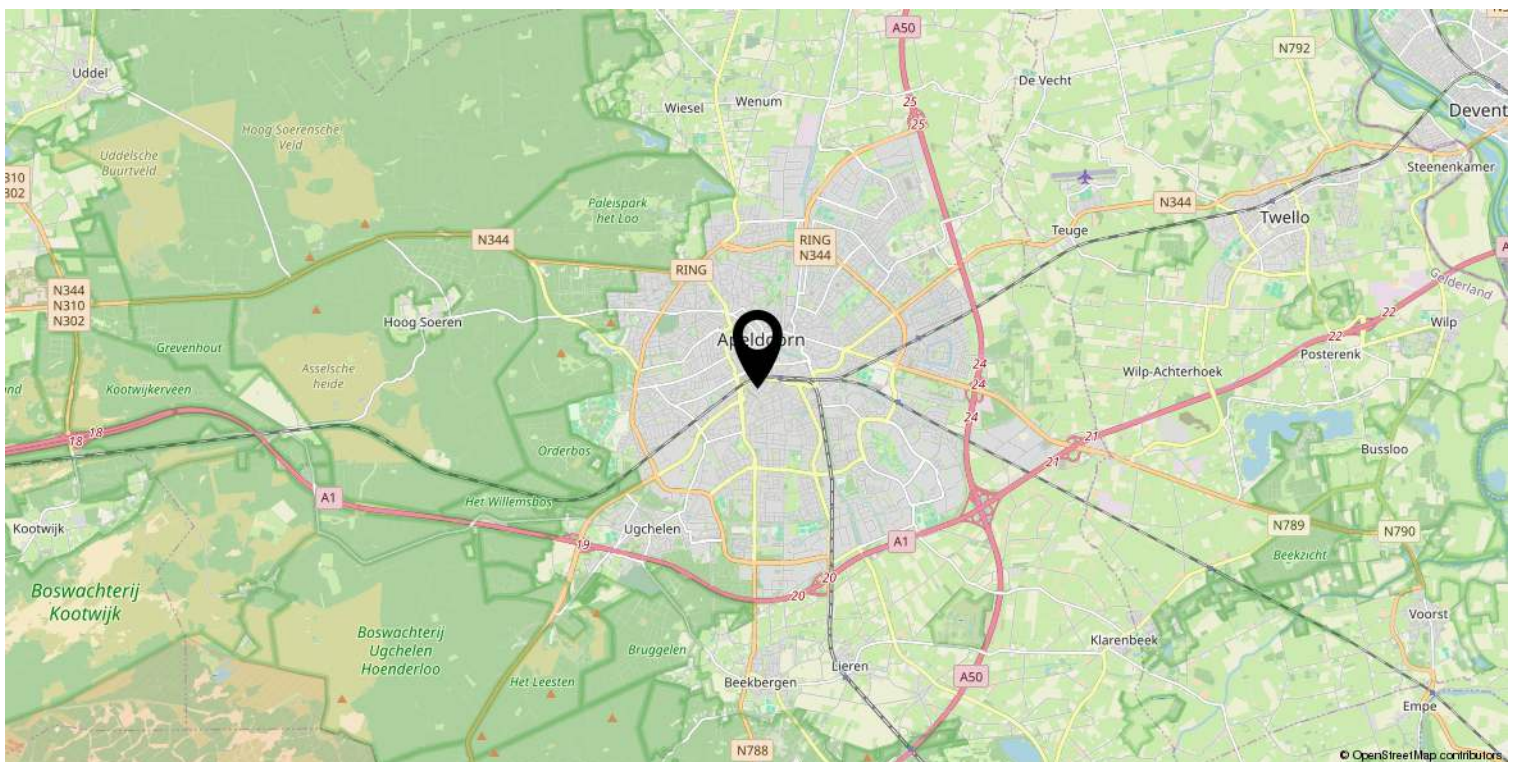 A50
N792
Uddel
De Vecht
Wiesel
Wenum
25
25
Hoog Soerensche
Veld
Devent
Uddelsche
Buurtveld
Steenenkamer
310
302
Paleispark
het Loo
N344
Twello
Teuge
N344
RING
N344
RING
N344
N310
N302
Gelderland
Hoog Soeren
22
22
Wilp
Apeldoorn
Grevenhout
Posterenk
Asselsche
heide
24
24
24
Wilp-Achterhoek
Kootwijkerveen
18
18
21
21
Orderbos
Bussloo
A1
Het Willemsbos
Kootwijk
Ugchelen
19
A1
N789
N790
Beekzicht
Boswachterij
Kootwijk
20
20
Voorst
Boswachterij
Ugchelen
Hoenderloo
Bruggelen
Klarenbeek
Lieren
Het Leesten
Beekbergen
A50
Empe
N788
© OpenStreetMap contributors